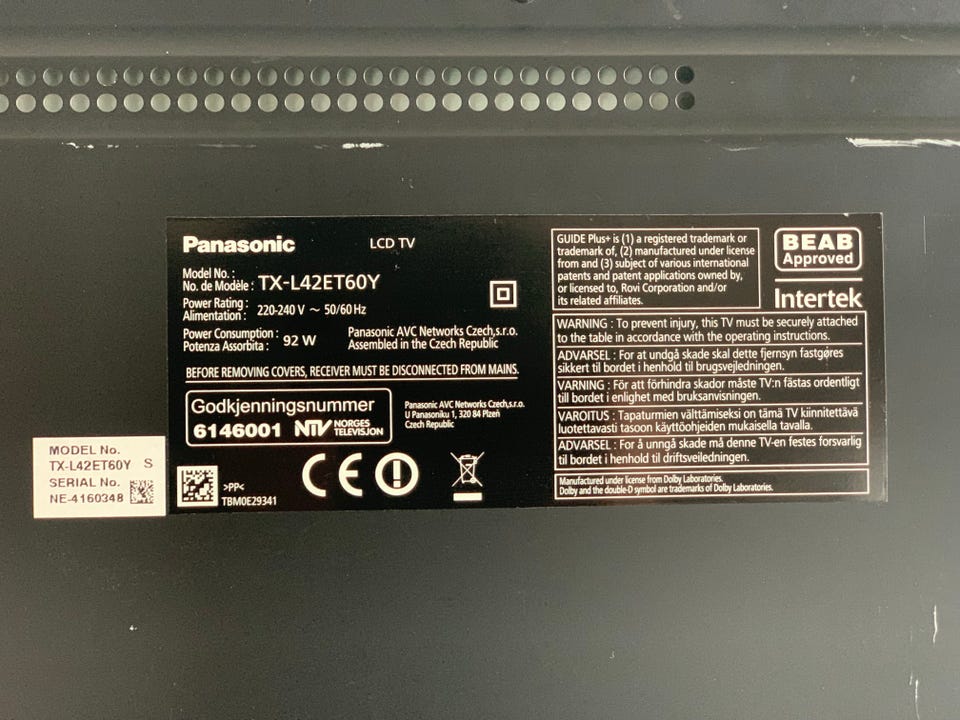 Panasonic
LCD TV
Model No. :
No. de Modèle : TX-L42ET60Y
Power Rating :
Alimentation : 220-240 V ~ 50/60 Hz
Power Consumption :
Potenza Assorbita : 92 W
Panasonic AVC Networks Czech,s.r.o.
Assembled in the Czech Republic
BEFORE REMOVING COVERS, RECEIVER MUST BE DISCONNECTED FROM MAINS.
Godkjenningsnummer
6146001 NTV NORGES
TELEVISJON
Panasonic AVC Networks Czech,s.r.o.
U Panasoniku 1, 320 84 Plzeň
Czech Republic
>PP<
TBM0E29341
CE
GUIDE Plus+ is (1) a registered trademark or
trademark of, (2) manufactured under license
from and (3) subject of various international
patents and patent applications owned by,
or licensed to, Rovi Corporation and/or
its related affiliates.
BEAB
Approved
Intertek
WARNING : To prevent injury, this TV must be securely attached
to the table in accordance with the operating instructions.
ADVARSEL : For at undgå skade skal dette fjernsyn fastgøres
sikkert til bordet i henhold til brugsvejledningen.
VARNING : För att förhindra skador måste TV:n fästas ordentligt
till bordet i enlighet med bruksanvisningen.
VAROITUS : Tapaturmien välttämiseksi on tämä TV kiinnitettävä
luotettavasti tasoon käyttöohjeiden mukaisella tavalla.
ADVARSEL : For å unngå skade må denne TV-en festes forsvarlig
til bordet i henhold til driftsveiledningen.
Manufactured under license from Dolby Laboratories.
Dolby and the double-D symbol are trademarks of Dolby Laboratories.
MODEL No.
TX-L42ET60Y S
SERIAL No.
NE-4160348